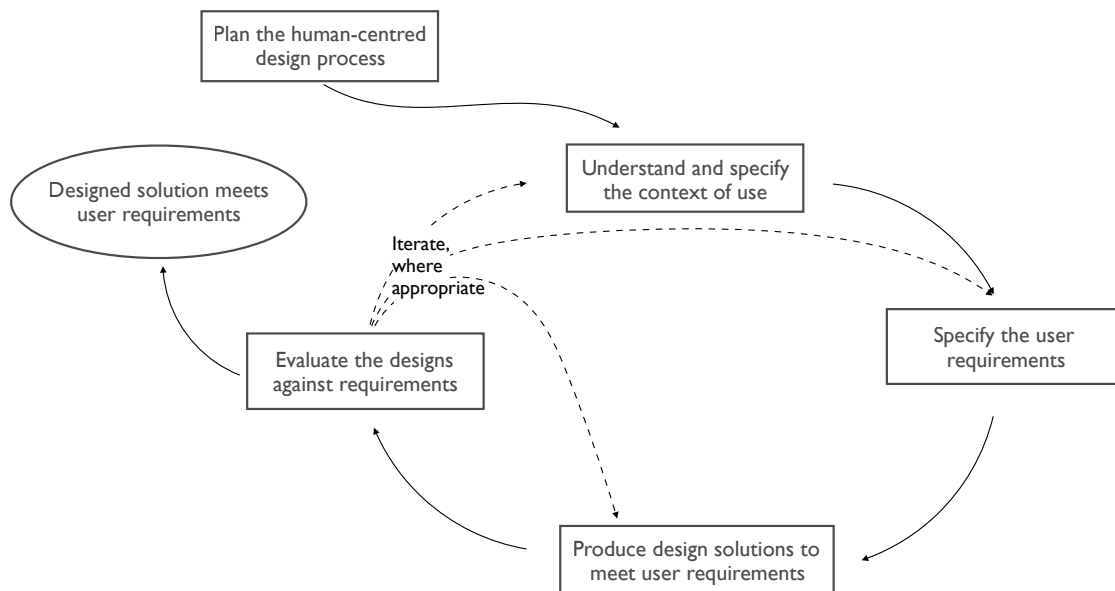 Plan the human-centred
design process
Understand and specify
the context of use
Designed solution meets
user requirements
Iterate,
where
appropriate
Specify the user
requirements
Evaluate the designs
against requirements
Produce design solutions to
meet user requirements